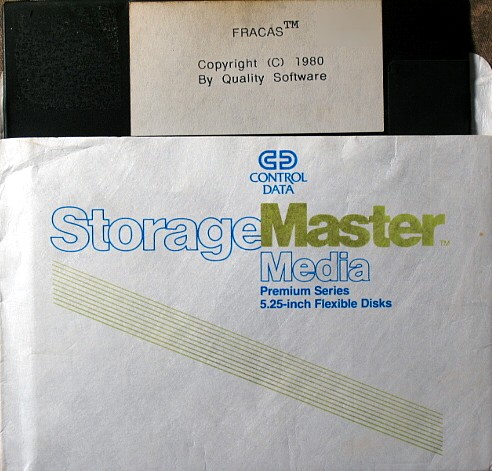 FRACAS™
Copyright (C) 1980
By Quality Software
CONTROL
DATA
StorageMaster™
Media
Premium Series
5.25-inch Flexible Disks